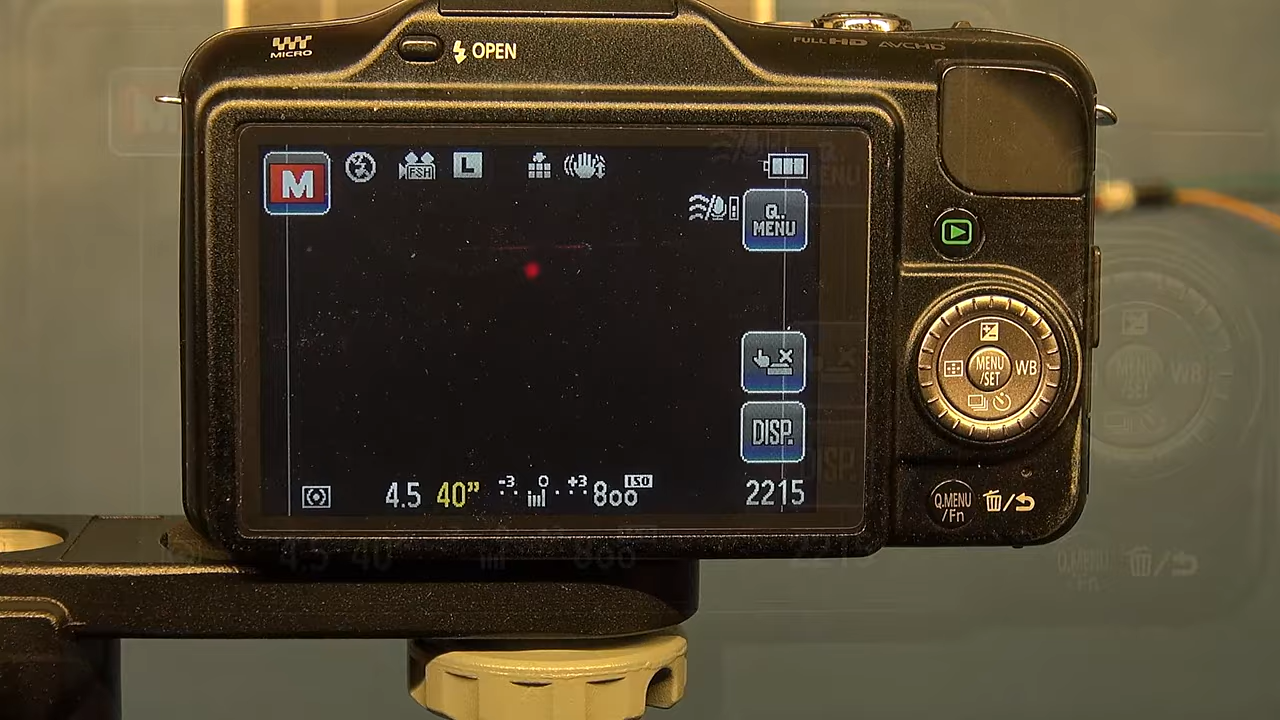 MICRO
OPEN
FULL HD AVCHD
M
FSH
L
Q.
MENU
MENU
/SET
WB
DISP.
4.5 40” -3 0 +3 800 ISO 2215
Q.MENU
/Fn